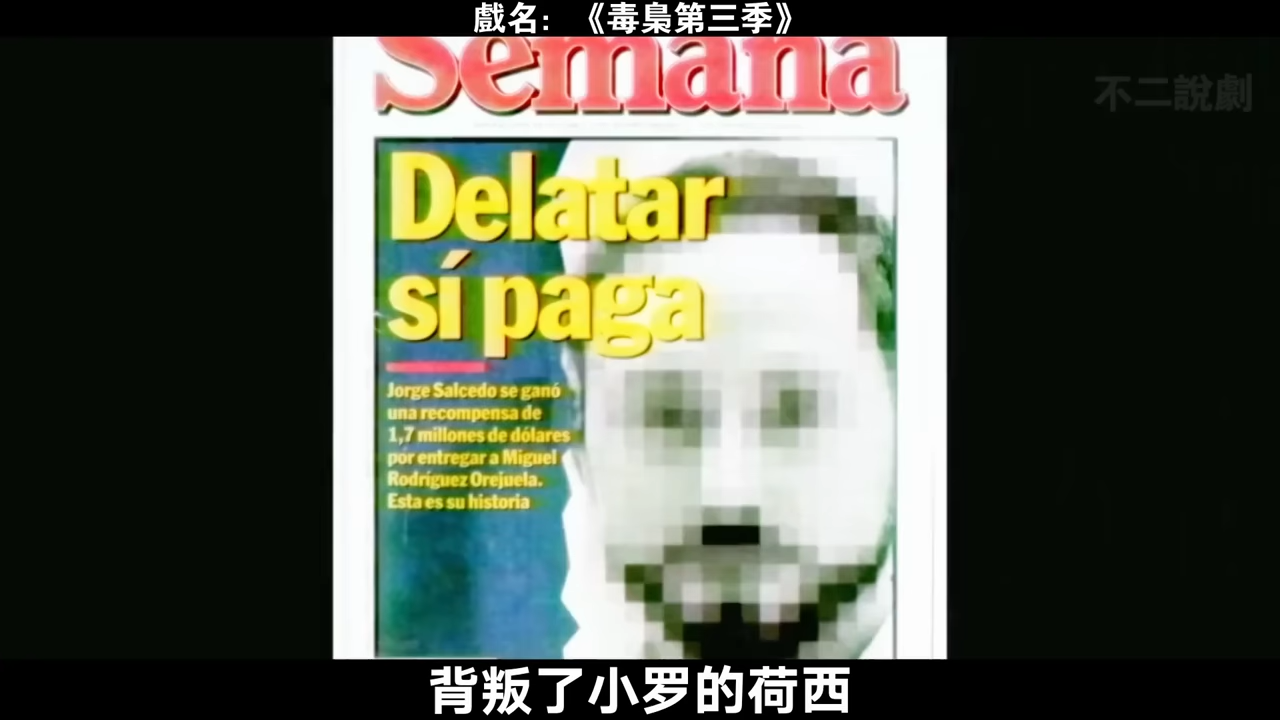 戲名：《毒梟第三季》
Semana
不二說劇
Delatar
sí paga
Jorge Salcedo se ganó
una recompensa de
1,7 millones de dólares
por entregar a Miguel
Rodríguez Orejuela.
Esta es su historia
背叛了小罗的荷西